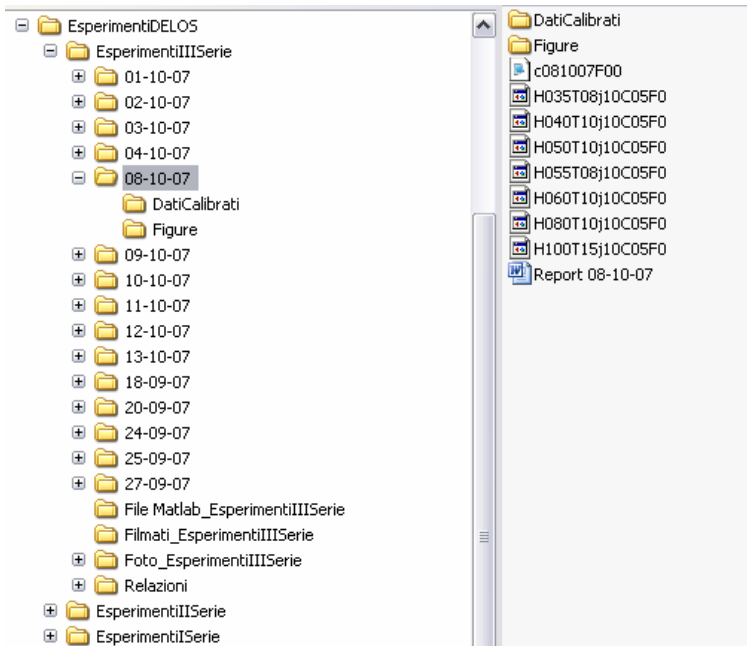 EsperimentiDELOS
EsperimentiIIISerie
01-10-07
02-10-07
03-10-07
04-10-07
08-10-07
DatiCalibrati
Figure
09-10-07
10-10-07
11-10-07
12-10-07
13-10-07
18-09-07
20-09-07
24-09-07
25-09-07
27-09-07
File Matlab_EsperimentiIIISerie
Filmati_EsperimentiIIISerie
Foto_EsperimentiIIISerie
Relazioni
EsperimentiIISerie
EsperimentiISerie
DatiCalibrati
Figure
c081007F00
H035T08j10C05F0
H040T10j10C05F0
H050T10j10C05F0
H055T08j10C05F0
H060T10j10C05F0
H080T10j10C05F0
H100T15j10C05F0
Report 08-10-07